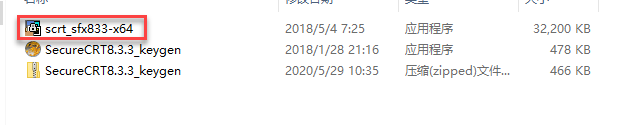 scrt_sfx833-x64 2018/5/4 7:25 应用程序 32,200 KB
SecureCRT8.3.3_keygen 2018/1/28 21:16 应用程序 478 KB
SecureCRT8.3.3_keygen 2020/5/29 10:35 压缩(zipped)文件... 466 KB